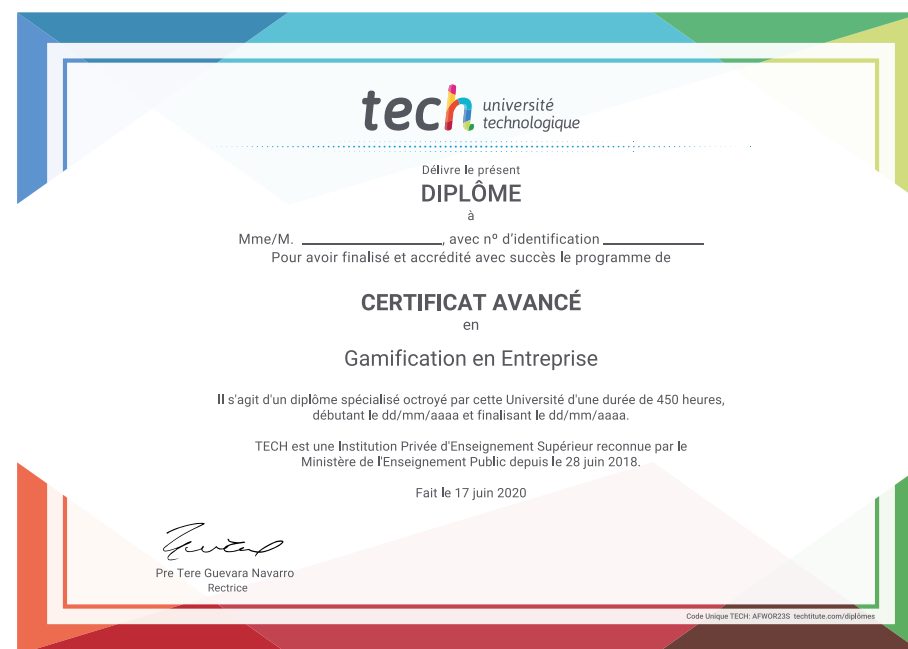 tech université
technologique
Délivre le présent
DIPLÔME
à
Mme/M. ____________________, avec nº d'identification ______________
Pour avoir finalisé et accrédité avec succès le programme de
CERTIFICAT AVANCÉ
en
Gamification en Entreprise
Il s'agit d'un diplôme spécialisé octroyé par cette Université d'une durée de 450 heures,
débutant le dd/mm/aaaa et finalisant le dd/mm/aaaa.
TECH est une Institution Privée d'Enseignement Supérieur reconnue par le
Ministère de l'Enseignement Public depuis le 28 juin 2018.
Fait le 17 juin 2020
Pre Tere Guevara Navarro
Rectrice
Code Unique TECH: AFWOR23S techtitute.com/diplômes